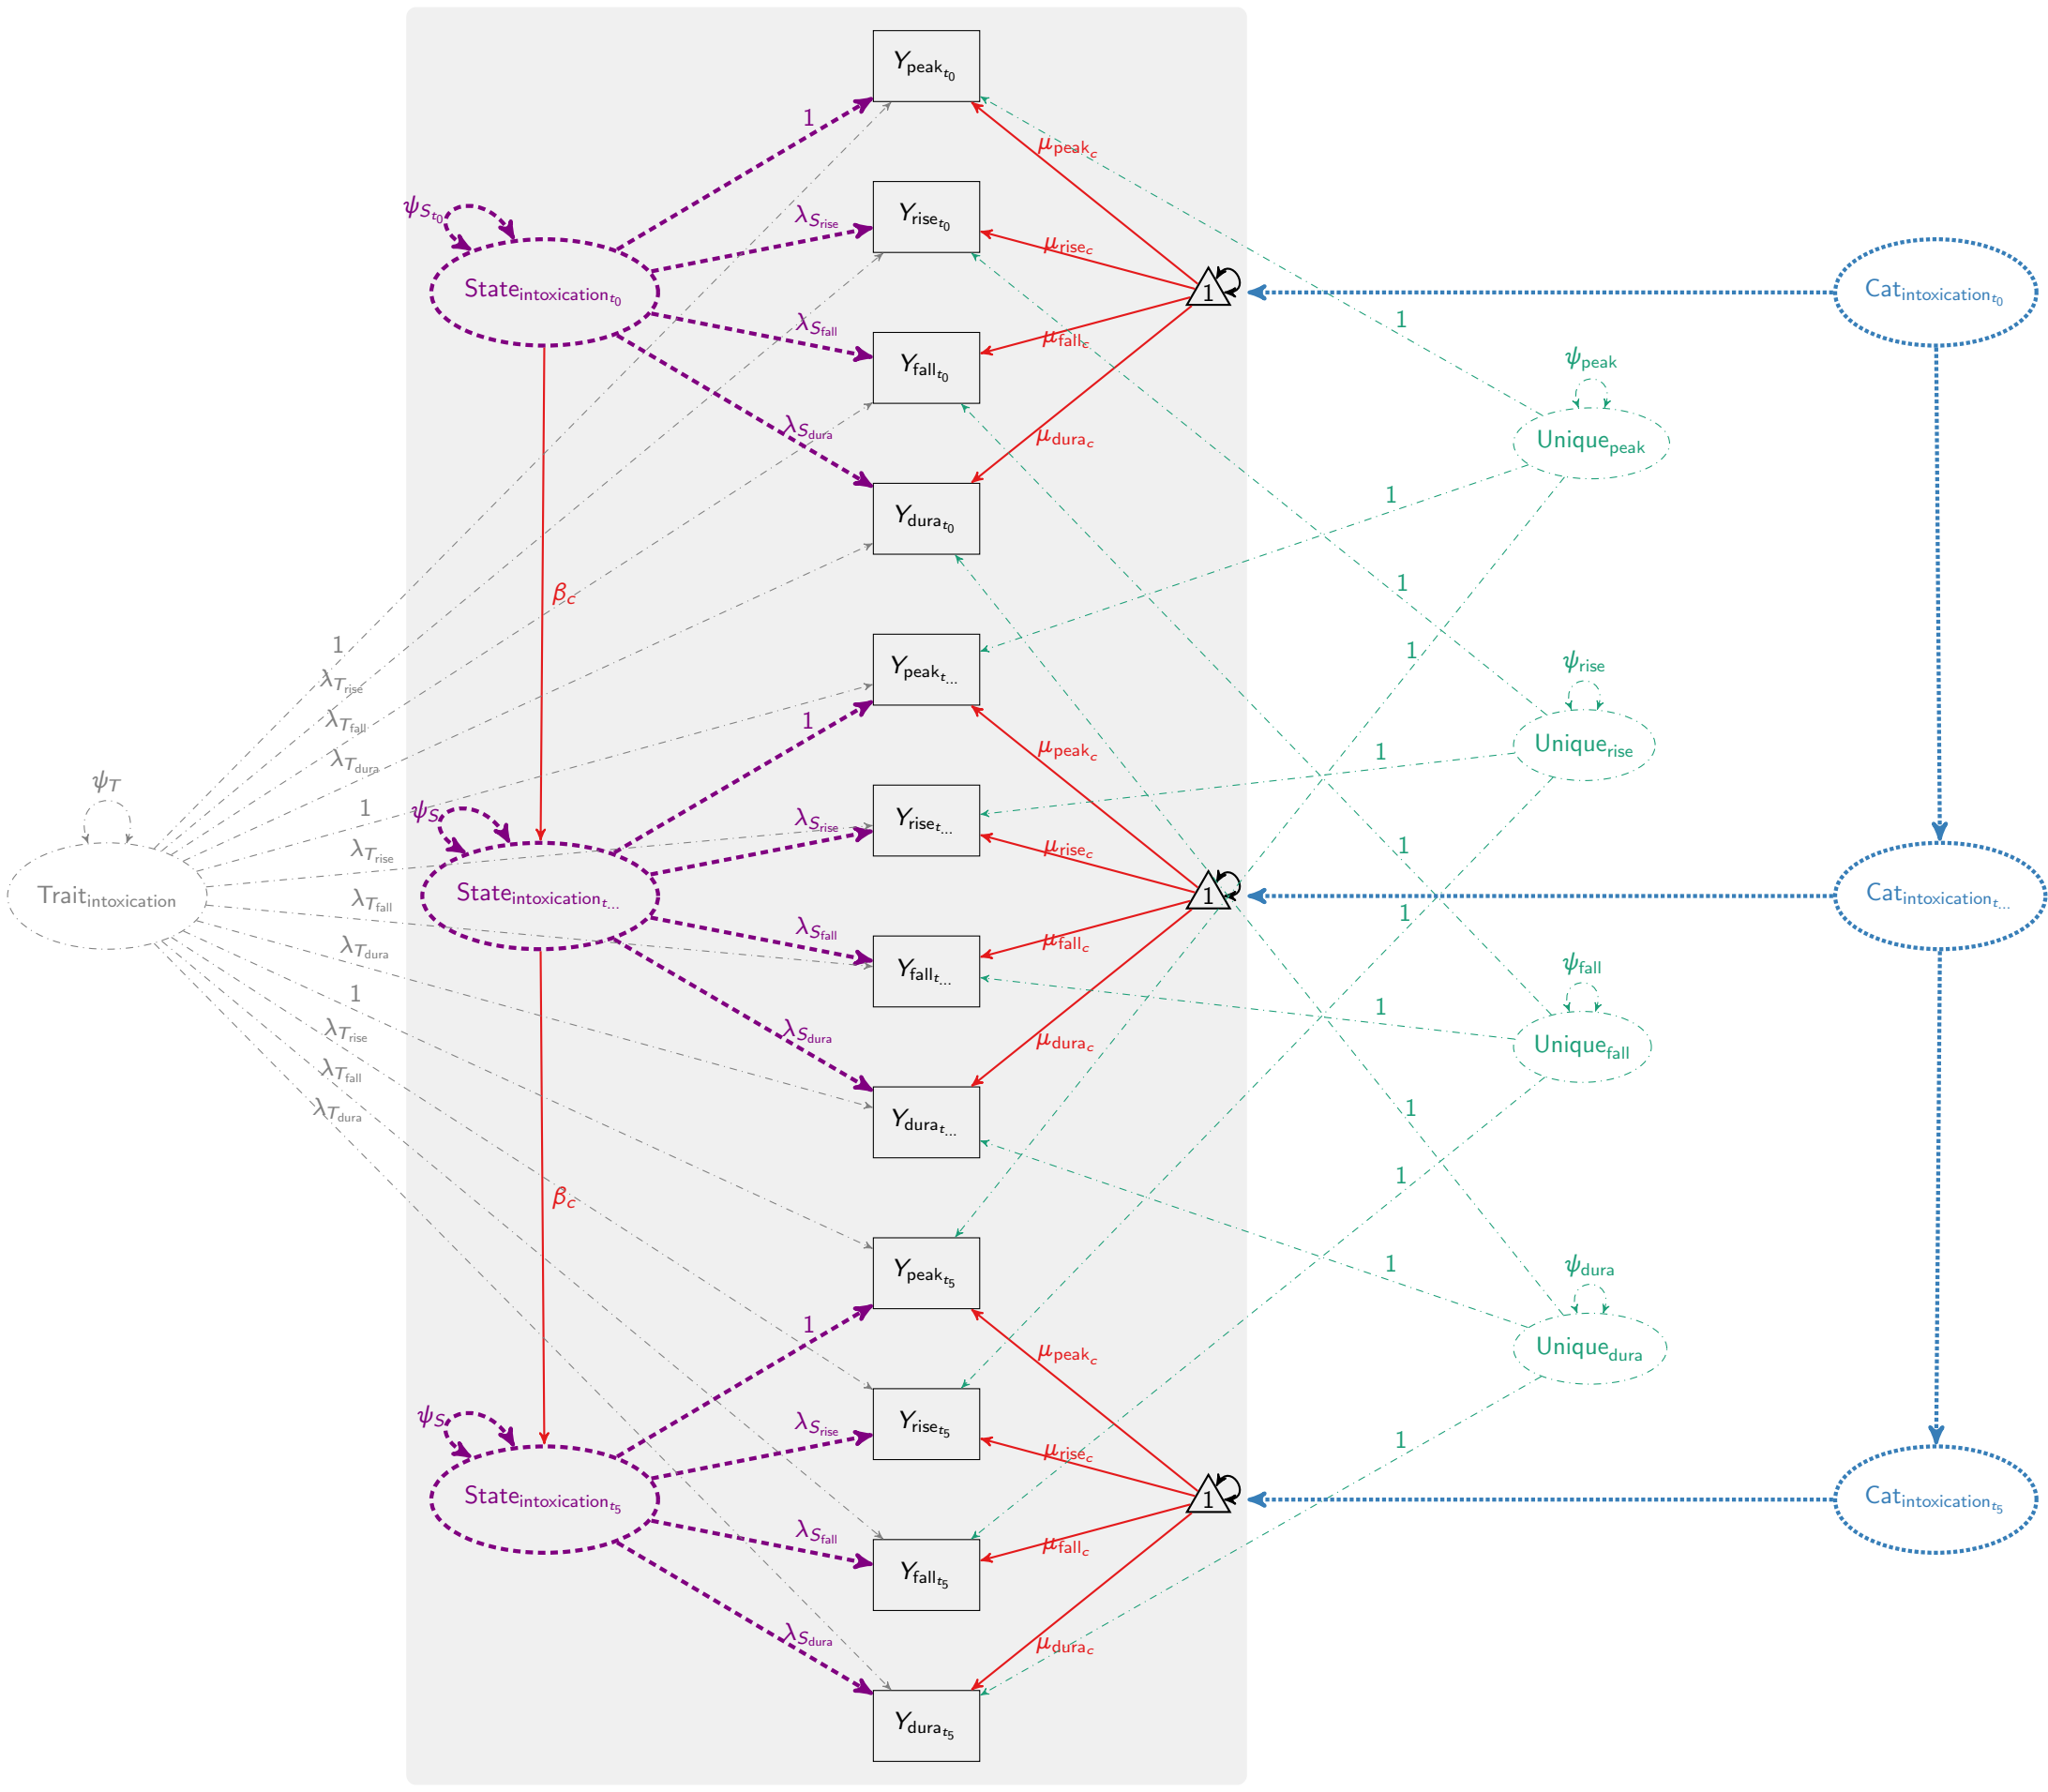 Y_peak_t0
1
μ_peak_c
ψ_S_t0
λ_S_rise
Y_rise_t0
μ_rise_c
State_intoxication_t0
1
Cat_intoxication_t0
λ_S_fall
μ_fall_c
1
Y_fall_t0
ψ_peak
λ_S_dura
μ_dura_c
Unique_peak
1
Y_dura_t0
β_c
1
1
1
Y_peak_t...
ψ_rise
λ_T_rise
λ_T_fall
1
μ_peak_c
Unique_rise
λ_T_dura
1
ψ_T
1
ψ_S
λ_S_rise
Y_rise_t...
λ_T_rise
μ_rise_c
1
Trait_intoxication
State_intoxication_t...
1
Cat_intoxication_t...
λ_T_fall
λ_S_fall
1
λ_T_dura
μ_fall_c
Y_fall_t...
ψ_fall
1
1
λ_T_rise
λ_S_dura
μ_dura_c
Unique_fall
λ_T_fall
λ_T_dura
1
Y_dura_t...
1
β_c
Y_peak_t5
1
ψ_dura
1
μ_peak_c
Unique_dura
ψ_S
λ_S_rise
Y_rise_t5
μ_rise_c
1
State_intoxication_t5
1
Cat_intoxication_t5
λ_S_fall
μ_fall_c
Y_fall_t5
λ_S_dura
μ_dura_c
Y_dura_t5